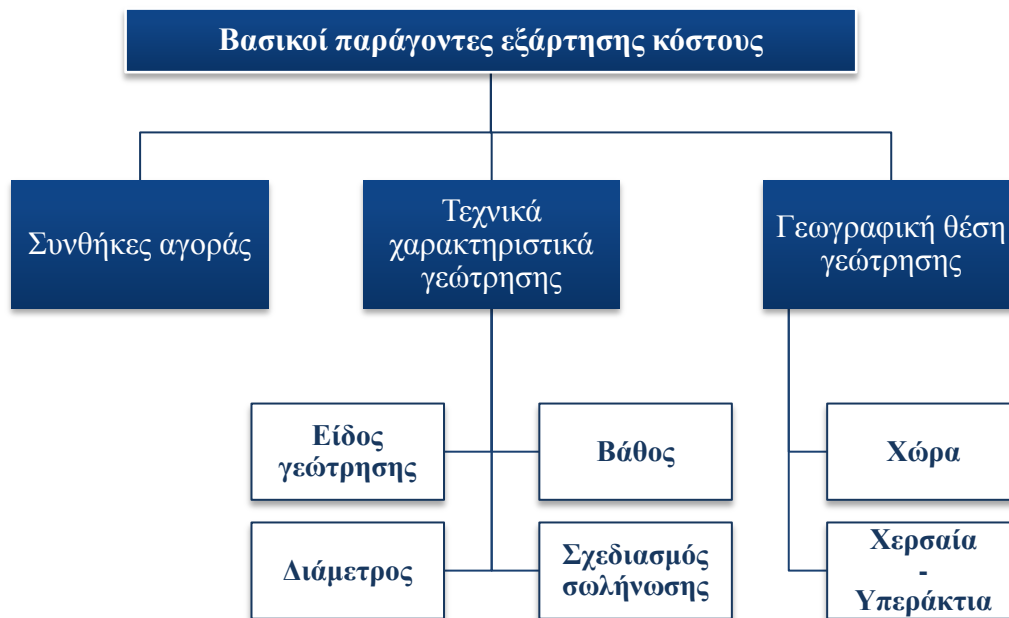 Βασικοί παράγοντες εξάρτησης κόστους
Συνθήκες αγοράς
Τεχνικά
χαρακτηριστικά
γεώτρησης
Γεωγραφική θέση
γεώτρησης
Είδος
γεώτρησης
Βάθος
Διάμετρος
Σχεδιασμός
σωλήνωσης
Χώρα
Χερσαία
-
Υπεράκτια